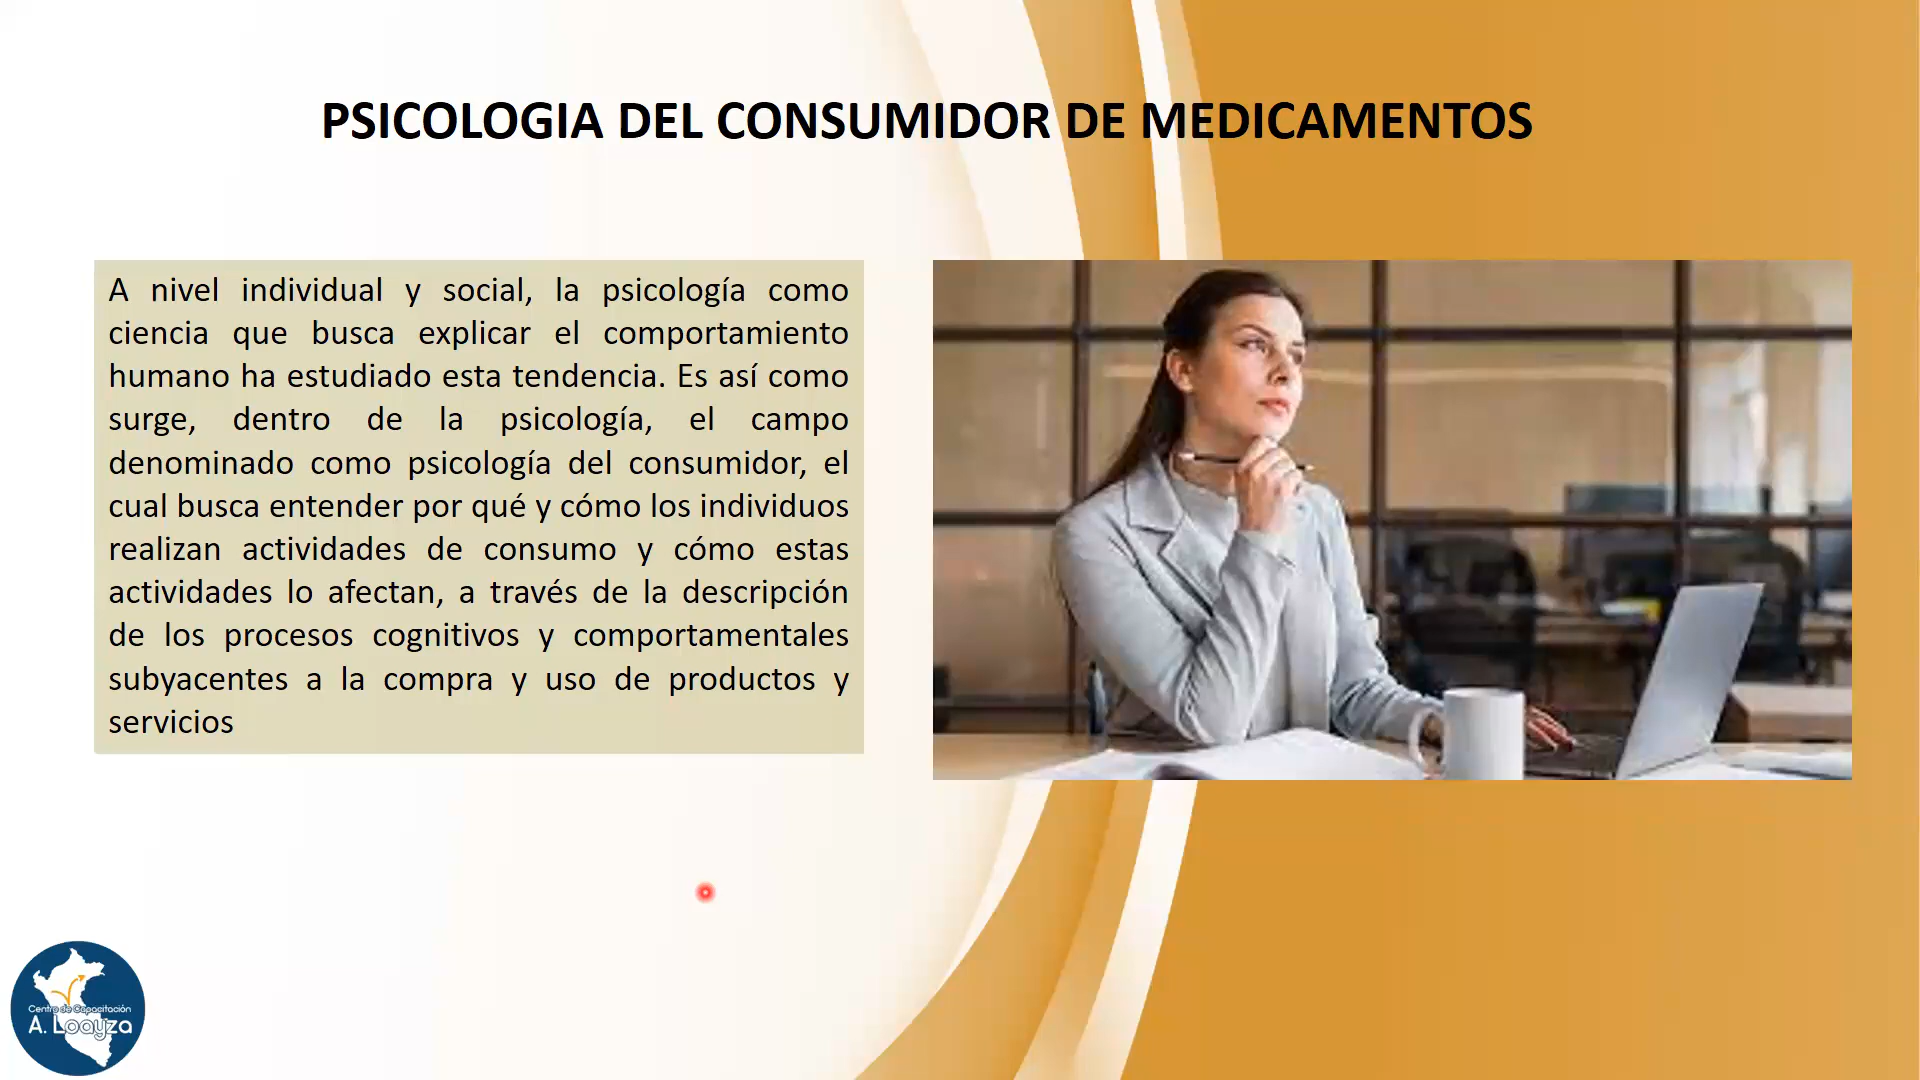 PSICOLOGIA DEL CONSUMIDOR DE MEDICAMENTOS
A nivel individual y social, la psicología como
ciencia que busca explicar el comportamiento
humano ha estudiado esta tendencia. Es así como
surge, dentro de la psicología, el campo
denominado como psicología del consumidor, el
cual busca entender por qué y cómo los individuos
realizan actividades de consumo y cómo estas
actividades lo afectan, a través de la descripción
de los procesos cognitivos y comportamentales
subyacentes a la compra y uso de productos y
servicios
Centro de Capacitación
A. Loayza